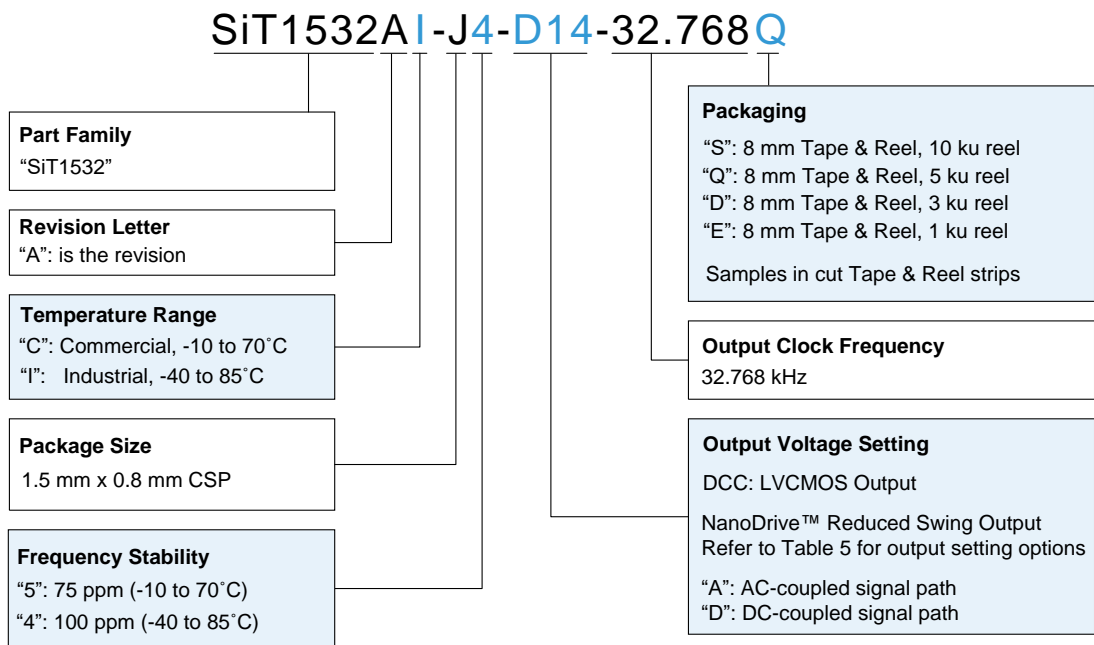 SiT1532AI-J4-D14-32.768Q
Part Family
“SiT1532”
Revision Letter
“A”: is the revision
Temperature Range
“C”: Commercial, -10 to 70˚C
“I”: Industrial, -40 to 85˚C
Package Size
1.5 mm x 0.8 mm CSP
Frequency Stability
“5”: 75 ppm (-10 to 70˚C)
“4”: 100 ppm (-40 to 85˚C)
Packaging
“S”: 8 mm Tape & Reel, 10 ku reel
“Q”: 8 mm Tape & Reel, 5 ku reel
“D”: 8 mm Tape & Reel, 3 ku reel
“E”: 8 mm Tape & Reel, 1 ku reel
Samples in cut Tape & Reel strips
Output Clock Frequency
32.768 kHz
Output Voltage Setting
DCC: LVCMOS Output
NanoDrive™ Reduced Swing Output
Refer to Table 5 for output setting options
“A”: AC-coupled signal path
“D”: DC-coupled signal path